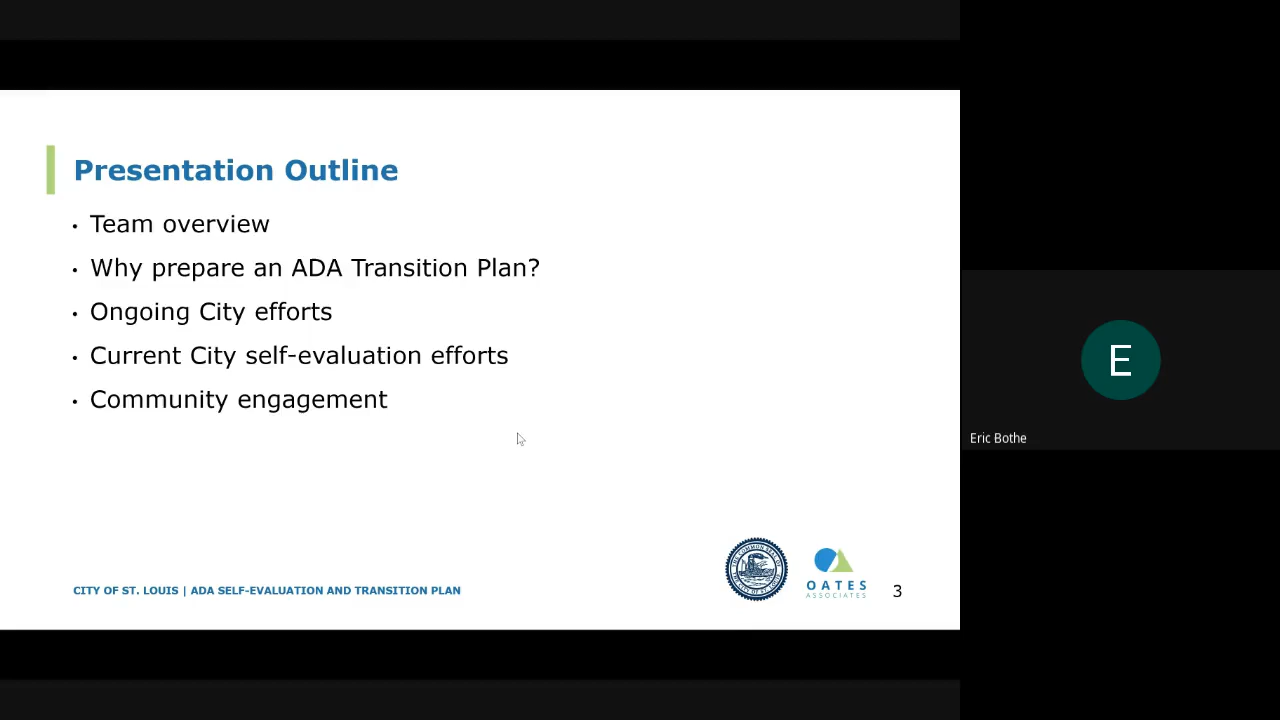 Presentation Outline
• Team overview
• Why prepare an ADA Transition Plan?
• Ongoing City efforts
• Current City self-evaluation efforts
• Community engagement
CITY OF ST. LOUIS | ADA SELF-EVALUATION AND TRANSITION PLAN
OATES
ASSOCIATES
3
E
Eric Bothe